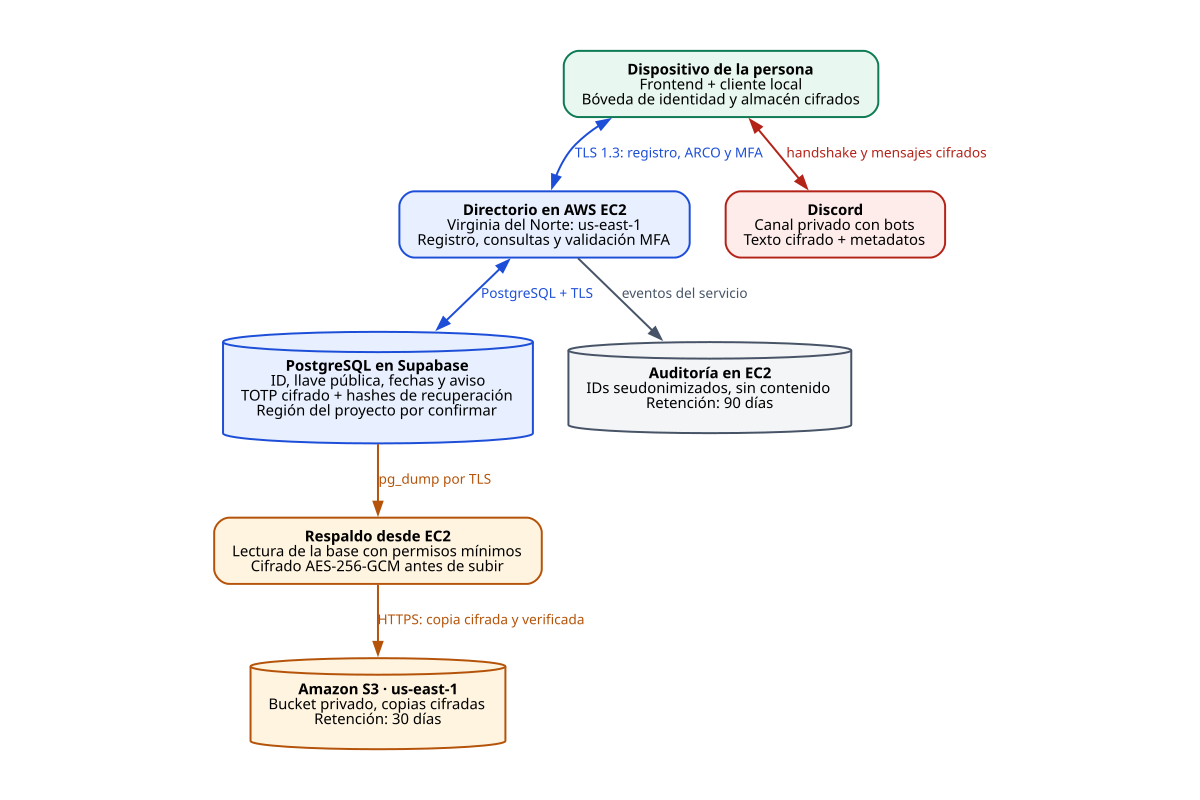 Dispositivo de la persona
Frontend + cliente local
Bóveda de identidad y almacén cifrados
TLS 1.3: registro, ARCO y MFA
handshake y mensajes cifrados
Directorio en AWS EC2
Virginia del Norte: us-east-1
Registro, consultas y validación MFA
Discord
Canal privado con bots
Texto cifrado + metadatos
PostgreSQL + TLS
eventos del servicio
PostgreSQL en Supabase
ID, llave pública, fechas y aviso
TOTP cifrado + hashes de recuperación
Región del proyecto por confirmar
Auditoría en EC2
IDs seudonimizados, sin contenido
Retención: 90 días
pg_dump por TLS
Respaldo desde EC2
Lectura de la base con permisos mínimos
Cifrado AES-256-GCM antes de subir
HTTPS: copia cifrada y verificada
Amazon S3 · us-east-1
Bucket privado, copias cifradas
Retención: 30 días